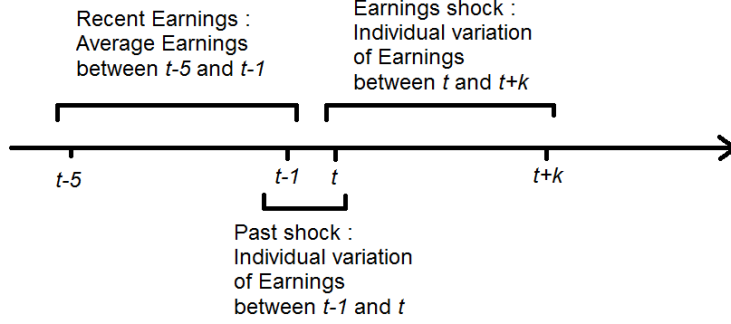 Recent Earnings :
Average Earnings
between t-5 and t-1
Earnings shock :
Individual variation
of Earnings
between t and t+k
t-5
t-1
t
t+k
Past shock :
Individual variation
of Earnings
between t-1 and t